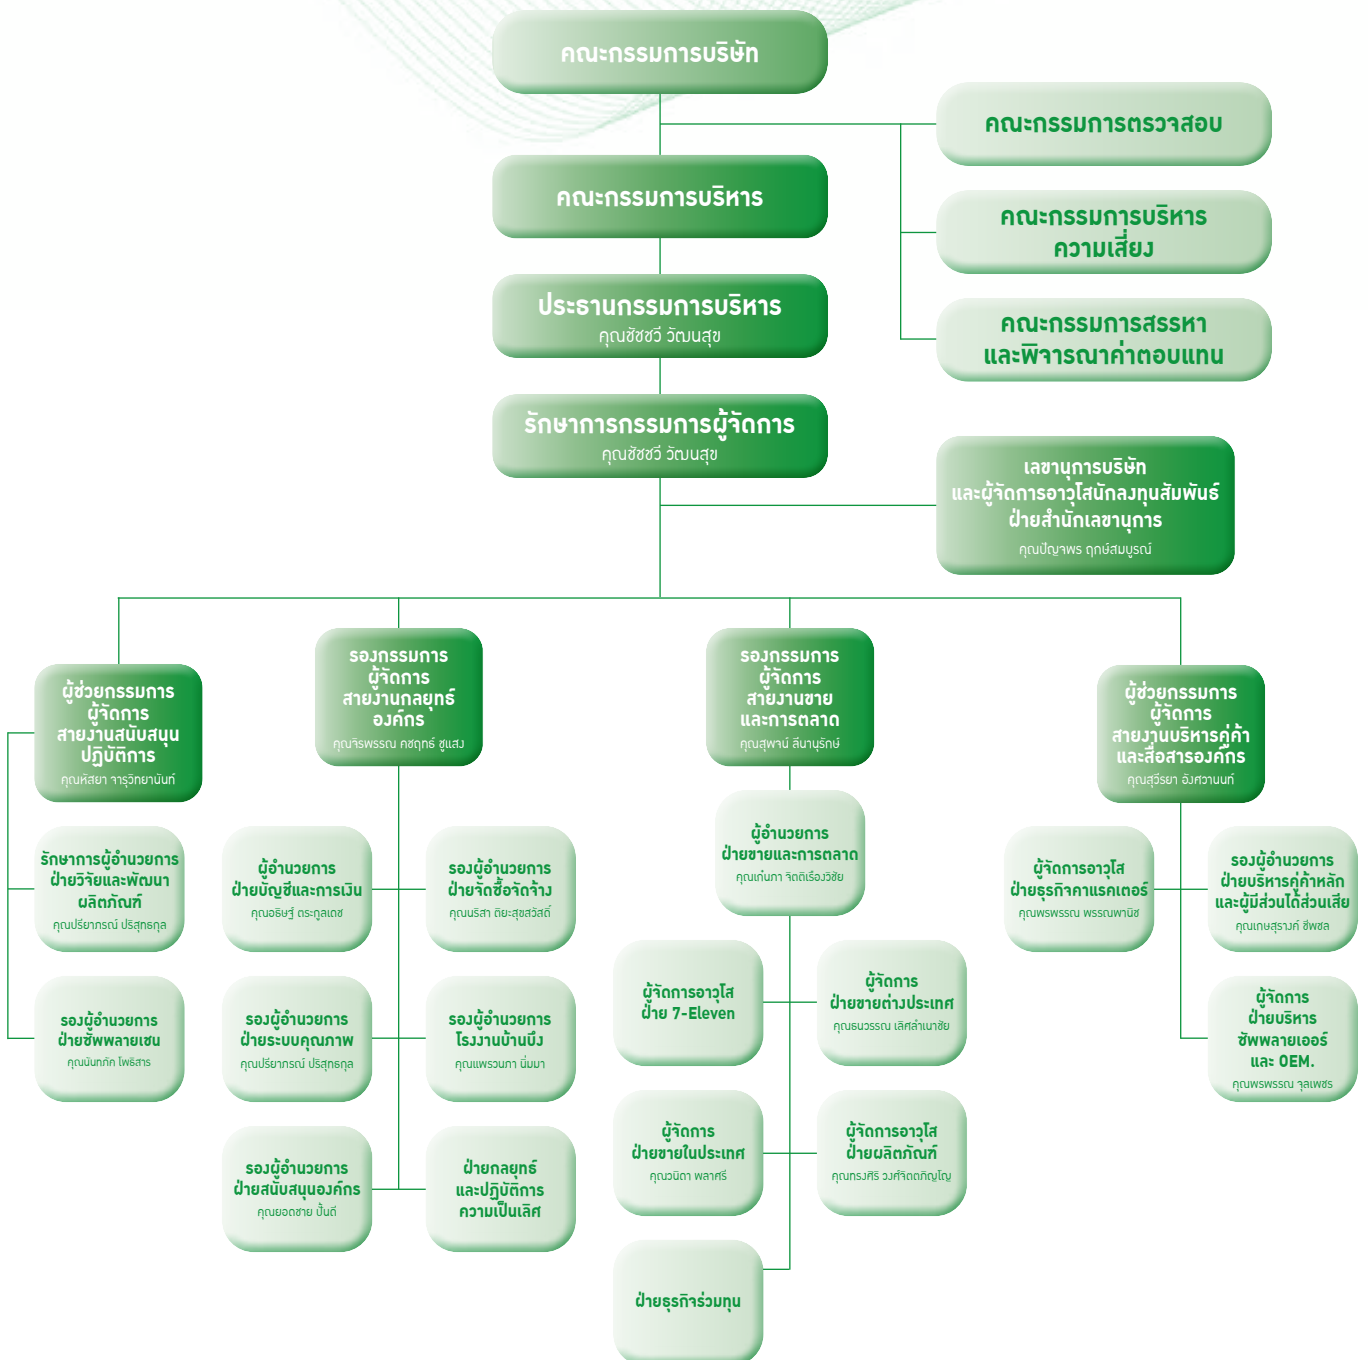 คณะกรรมการบริษัท
คณะกรรมการตรวจสอบ
คณะกรรมการบริหาร
คณะกรรมการบริหาร
ความเสี่ยง
ประธานกรรมการบริหาร
คุณชัชชวี วัฒนสุข
คณะกรรมการสรรหา
และพิจารณาค่าตอบแทน
รักษาการกรรมการผู้จัดการ
คุณชัชชวี วัฒนสุข
เลขานุการบริษัท
และผู้จัดการอาวุโสนักลงทุนสัมพันธ์
ฝ่ายสำนักเลขานุการ
คุณปัญจพร ฤกษ์สมบูรณ์
ผู้ช่วยกรรมการ
ผู้จัดการ
สายงานสนับสนุน
ปฏิบัติการ
คุณหัสยา จารุวิทยานันท์
รองกรรมการ
ผู้จัดการ
สายงานกลยุทธ์
องค์กร
คุณจิรพรรณ คชฤทธ์ ชูแสง
รองกรรมการ
ผู้จัดการ
สายงานขาย
และการตลาด
คุณสุพจน์ ลีนานุรักษ์
ผู้ช่วยกรรมการ
ผู้จัดการ
สายงานบริหารคู่ค้า
และสื่อสารองค์กร
คุณสุวีรยา อังศวานนท์
รักษาการผู้อำนวยการ
ฝ่ายวิจัยและพัฒนา
ผลิตภัณฑ์
คุณปรียาภรณ์ ปริสุทธกุล
รองผู้อำนวยการ
ฝ่ายซัพพลายเชน
คุณนันทภัค โพธิสาร
ผู้อำนวยการ
ฝ่ายบัญชีและการเงิน
คุณอธิษฐ์ ตระกูลเดช
รองผู้อำนวยการ
ฝ่ายจัดซื้อจัดจ้าง
คุณนริสา ติยะสุขสวัสดิ์
รองผู้อำนวยการ
ฝ่ายระบบคุณภาพ
คุณปรียาภรณ์ ปริสุทธกุล
รองผู้อำนวยการ
โรงงานบ้านบึง
คุณแพรวนภา นิ่มมา
รองผู้อำนวยการ
ฝ่ายสนับสนุนองค์กร
คุณยอดชาย ปั้นดี
ฝ่ายกลยุทธ์
และปฏิบัติการ
ความเป็นเลิศ
ผู้อำนวยการ
ฝ่ายขายและการตลาด
คุณเก๋นภา จิตติเรืองวิชัย
ผู้จัดการอาวุโส
ฝ่าย 7-Eleven
ผู้จัดการ
ฝ่ายขายต่างประเทศ
คุณธนวรรณ เลิศลำเนาชัย
ผู้จัดการ
ฝ่ายขายในประเทศ
คุณวนิดา พลาศรี
ผู้จัดการอาวุโส
ฝ่ายผลิตภัณฑ์
คุณทรงศิริ วงศ์จิตตภิญโญ
ฝ่ายธุรกิจร่วมทุน
ผู้จัดการอาวุโส
ฝ่ายธุรกิจคาแรคเตอร์
คุณพรพรรณ พรรณพานิช
รองผู้อำนวยการ
ฝ่ายบริหารคู่ค้าหลัก
และผู้มีส่วนได้ส่วนเสีย
คุณเกษสุรางค์ ชีพชล
ผู้จัดการ
ฝ่ายบริหาร
ซัพพลายเออร์
และ OEM.
คุณพรพรรณ จุลเพชร